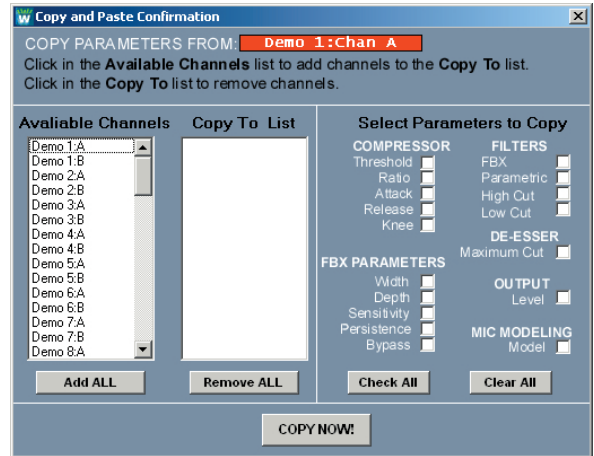 W Copy and Paste Confirmation
COPY PARAMETERS FROM: Demo 1:Chan A
Click in the Available Channels list to add channels to the Copy To list.
Click in the Copy To list to remove channels.
Avaliable Channels
Demo 1:A
Demo 1:B
Demo 2:A
Demo 2:B
Demo 3:A
Demo 3:B
Demo 4:A
Demo 4:B
Demo 5:A
Demo 5:B
Demo 6:A
Demo 6:B
Demo 7:A
Demo 7:B
Demo 8:A
Add ALL
Copy To List
Remove ALL
Select Parameters to Copy
COMPRESSOR
Threshold
Ratio
Attack
Release
Knee
FBX PARAMETERS
Width
Depth
Sensitivity
Persistence
Bypass
FILTERS
FBX
Parametric
High Cut
Low Cut
DE-ESSER
Maximum Cut
OUTPUT
Level
MIC MODELING
Model
Check All
Clear All
COPY NOW!